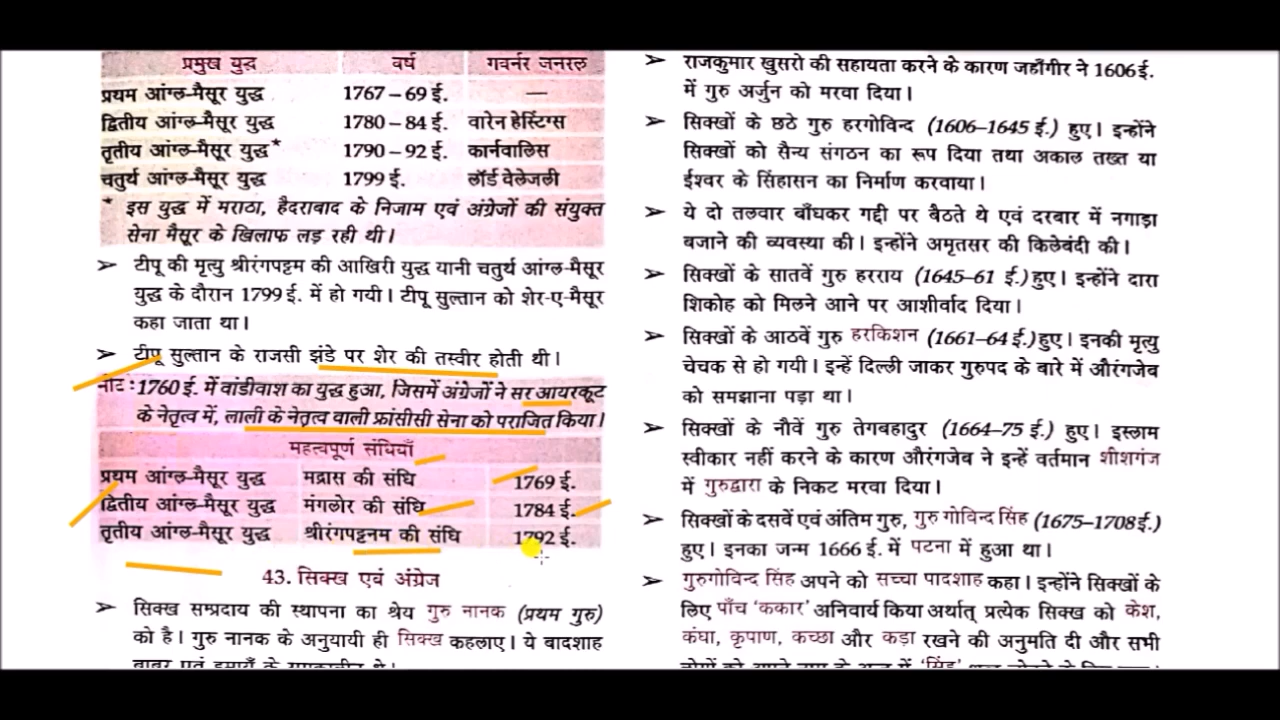 प्रमुख युद्ध वर्ष गवर्नर जनरल
प्रथम आंग्ल-मैसूर युद्ध 1767–69 ई. —
द्वितीय आंग्ल-मैसूर युद्ध 1780–84 ई. वारेन हेस्टिंग्स
तृतीय आंग्ल-मैसूर युद्ध* 1790–92 ई. कार्नवालिस
चतुर्थ आंग्ल-मैसूर युद्ध 1799 ई. लॉर्ड वेलेजली
* इस युद्ध में मराठा, हैदराबाद के निजाम एवं अंग्रेजों की संयुक्त
सेना मैसूर के खिलाफ लड़ रही थी।
➢ टीपू की मृत्यु श्रीरंगपट्टम की आखिरी युद्ध यानी चतुर्थ आंग्ल-मैसूर
युद्ध के दौरान 1799 ई. में हो गयी। टीपू सुल्तान को शेर-ए-मैसूर
कहा जाता था।
➢ टीपू सुल्तान के राजसी झंडे पर शेर की तस्वीर होती थी।
नोट : 1760 ई. में वांडीवाश का युद्ध हुआ, जिसमें अंग्रेजों ने सर आयरकूट
के नेतृत्व में, लाली के नेतृत्व वाली फ्रांसीसी सेना को पराजित किया।
महत्वपूर्ण संधियाँ
प्रथम आंग्ल-मैसूर युद्ध मद्रास की संधि 1769 ई.
द्वितीय आंग्ल-मैसूर युद्ध मंगलोर की संधि 1784 ई.
तृतीय आंग्ल-मैसूर युद्ध श्रीरंगपट्टनम की संधि 1792 ई.
43. सिक्ख एवं अंग्रेज
➢ सिक्ख सम्प्रदाय की स्थापना का श्रेय गुरु नानक (प्रथम गुरु)
को है। गुरु नानक के अनुयायी ही सिक्ख कहलाए। ये बादशाह
बाबर एवं हुमायूँ के समकालीन थे।
➢ राजकुमार खुसरो की सहायता करने के कारण जहाँगीर ने 1606 ई.
में गुरु अर्जुन को मरवा दिया।
➢ सिक्खों के छठे गुरु हरगोविन्द (1606–1645 ई.) हुए। इन्होंने
सिक्खों को सैन्य संगठन का रूप दिया तथा अकाल तख्त या
ईश्वर के सिंहासन का निर्माण करवाया।
➢ ये दो तलवार बाँधकर गद्दी पर बैठते थे एवं दरबार में नगाड़ा
बजाने की व्यवस्था की। इन्होंने अमृतसर की किलेबंदी की।
➢ सिक्खों के सातवें गुरु हरराय (1645–61 ई.) हुए। इन्होंने दारा
शिकोह को मिलने आने पर आशीर्वाद दिया।
➢ सिक्खों के आठवें गुरु हरकिशन (1661–64 ई.) हुए। इनकी मृत्यु
चेचक से हो गयी। इन्हें दिल्ली जाकर गुरुपद के बारे में औरंगजेब
को समझाना पड़ा था।
➢ सिक्खों के नौवें गुरु तेगबहादुर (1664–75 ई.) हुए। इस्लाम
स्वीकार नहीं करने के कारण औरंगजेब ने इन्हें वर्तमान शीशगंज
में गुरुद्वारा के निकट मरवा दिया।
➢ सिक्खों के दसवें एवं अंतिम गुरु, गुरु गोविन्द सिंह (1675–1708 ई.)
हुए। इनका जन्म 1666 ई. में पटना में हुआ था।
➢ गुरुगोविन्द सिंह अपने को सच्चा पादशाह कहा। इन्होंने सिक्खों के
लिए पाँच ‘ककार’ अनिवार्य किया अर्थात् प्रत्येक सिक्ख को केश,
कंघा, कृपाण, कच्छा और कड़ा रखने की अनुमति दी और सभी
लोगों को अपने नाम के अन्त में ‘सिंह’ शब्द